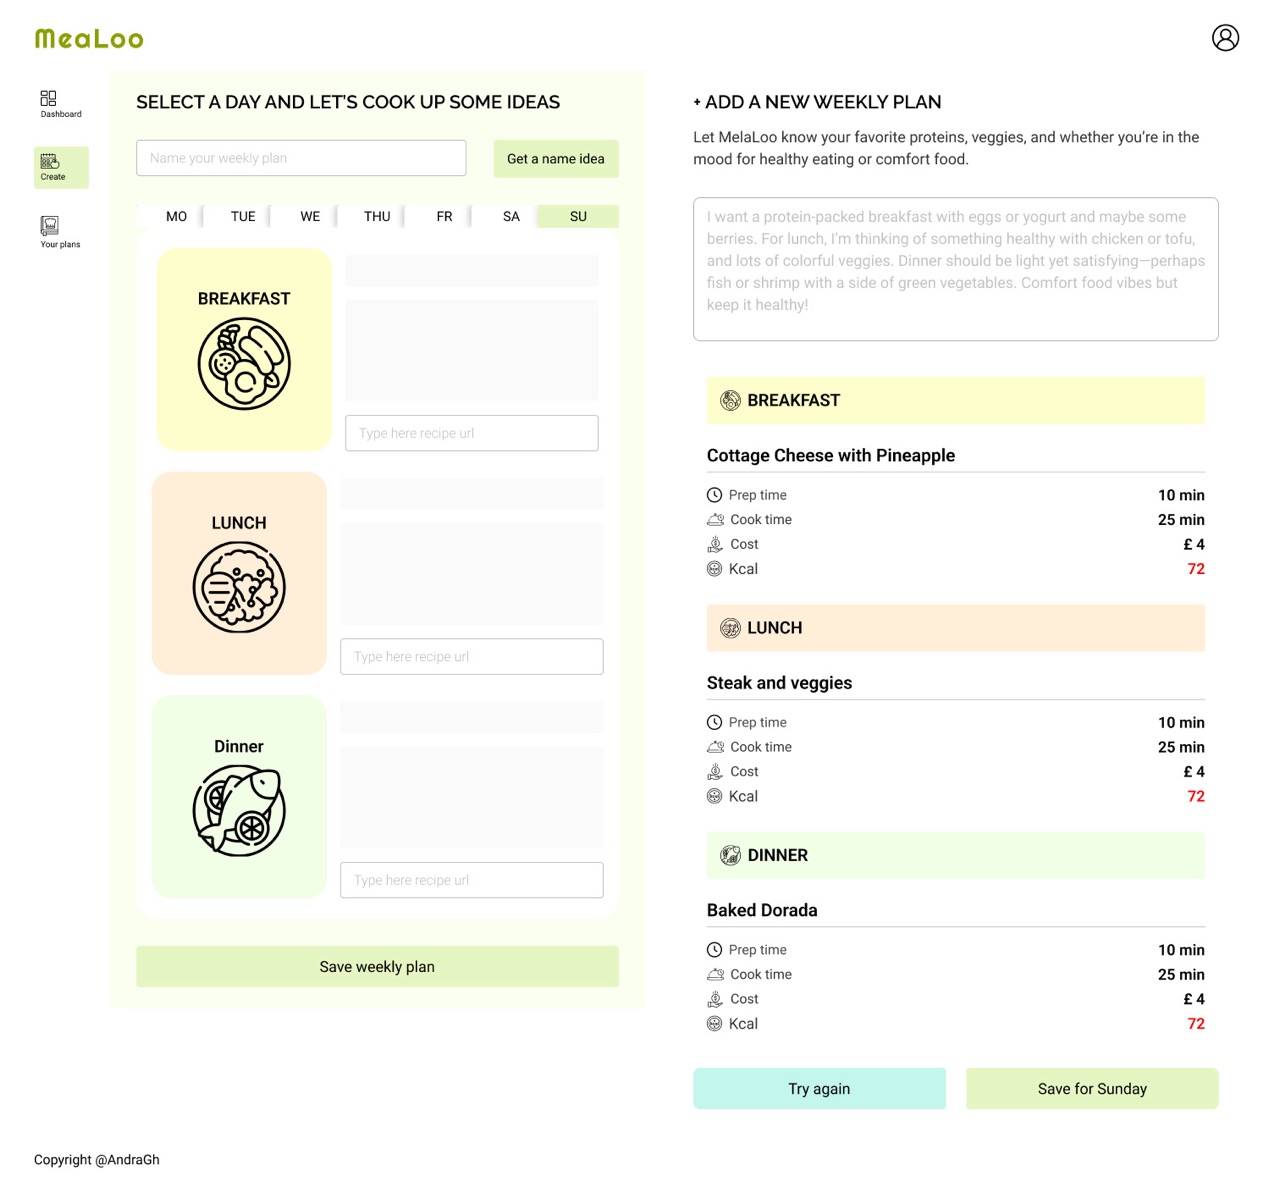 MeaLoo
Dashboard
Create
Your plans
SELECT A DAY AND LET'S COOK UP SOME IDEAS
Name your weekly plan
Get a name idea
MO TUE WE THU FR SA SU
BREAKFAST
Type here recipe url
LUNCH
Type here recipe url
Dinner
Type here recipe url
Save weekly plan
+ ADD A NEW WEEKLY PLAN
Let MelaLoo know your favorite proteins, veggies, and whether you're in the
mood for healthy eating or comfort food.
I want a protein-packed breakfast with eggs or yogurt and maybe some
berries. For lunch, I'm thinking of something healthy with chicken or tofu,
and lots of colorful veggies. Dinner should be light yet satisfying—perhaps
fish or shrimp with a side of green vegetables. Comfort food vibes but
keep it healthy!
BREAKFAST
Cottage Cheese with Pineapple
Prep time 10 min
Cook time 25 min
Cost £ 4
Kcal 72
LUNCH
Steak and veggies
Prep time 10 min
Cook time 25 min
Cost £ 4
Kcal 72
DINNER
Baked Dorada
Prep time 10 min
Cook time 25 min
Cost £ 4
Kcal 72
Try again
Save for Sunday
Copyright @AndraGh